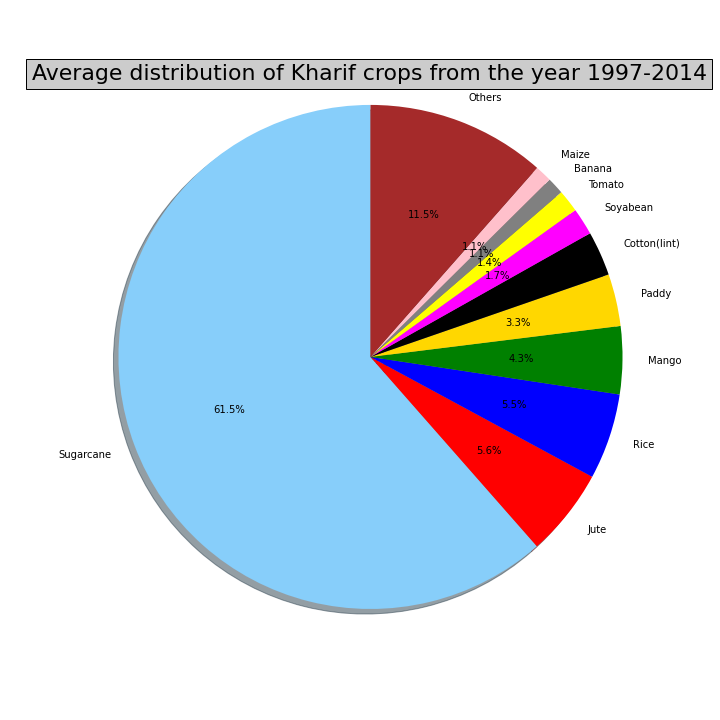 Average distribution of Kharif crops from the year 1997-2014
Others
Maize
Banana
Tomato
Soyabean
Cotton(lint)
Paddy
Mango
Rice
Jute
Sugarcane
11.5%
1.1%
1.1%
1.4%
1.7%
3.3%
4.3%
5.5%
5.6%
61.5%